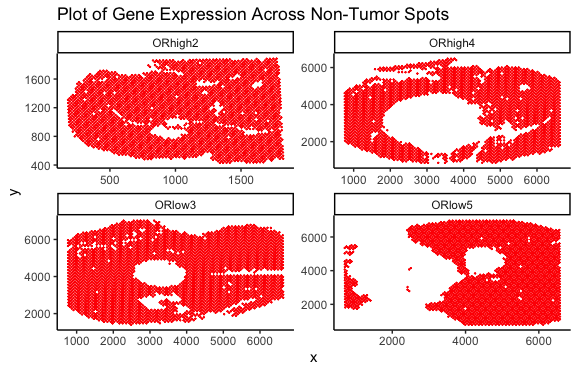 Plot of Gene Expression Across Non-Tumor Spots
ORhigh2
ORhigh4
1600
1200
800
400
6000
4000
2000
500 1000 1500
1000 2000 3000 4000 5000 6000
y
ORlow3
ORlow5
6000
4000
2000
6000
4000
2000
1000 2000 3000 4000 5000 6000
2000 4000 6000
x